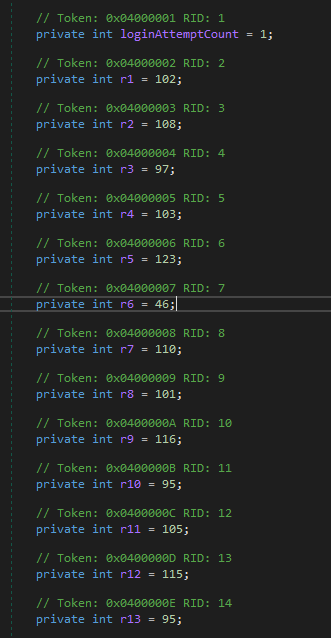 // Token: 0x04000001 RID: 1
private int loginAttemptCount = 1;
// Token: 0x04000002 RID: 2
private int r1 = 102;
// Token: 0x04000003 RID: 3
private int r2 = 108;
// Token: 0x04000004 RID: 4
private int r3 = 97;
// Token: 0x04000005 RID: 5
private int r4 = 103;
// Token: 0x04000006 RID: 6
private int r5 = 123;
// Token: 0x04000007 RID: 7
private int r6 = 46;
// Token: 0x04000008 RID: 8
private int r7 = 110;
// Token: 0x04000009 RID: 9
private int r8 = 101;
// Token: 0x0400000A RID: 10
private int r9 = 116;
// Token: 0x0400000B RID: 11
private int r10 = 95;
// Token: 0x0400000C RID: 12
private int r11 = 105;
// Token: 0x0400000D RID: 13
private int r12 = 115;
// Token: 0x0400000E RID: 14
private int r13 = 95;